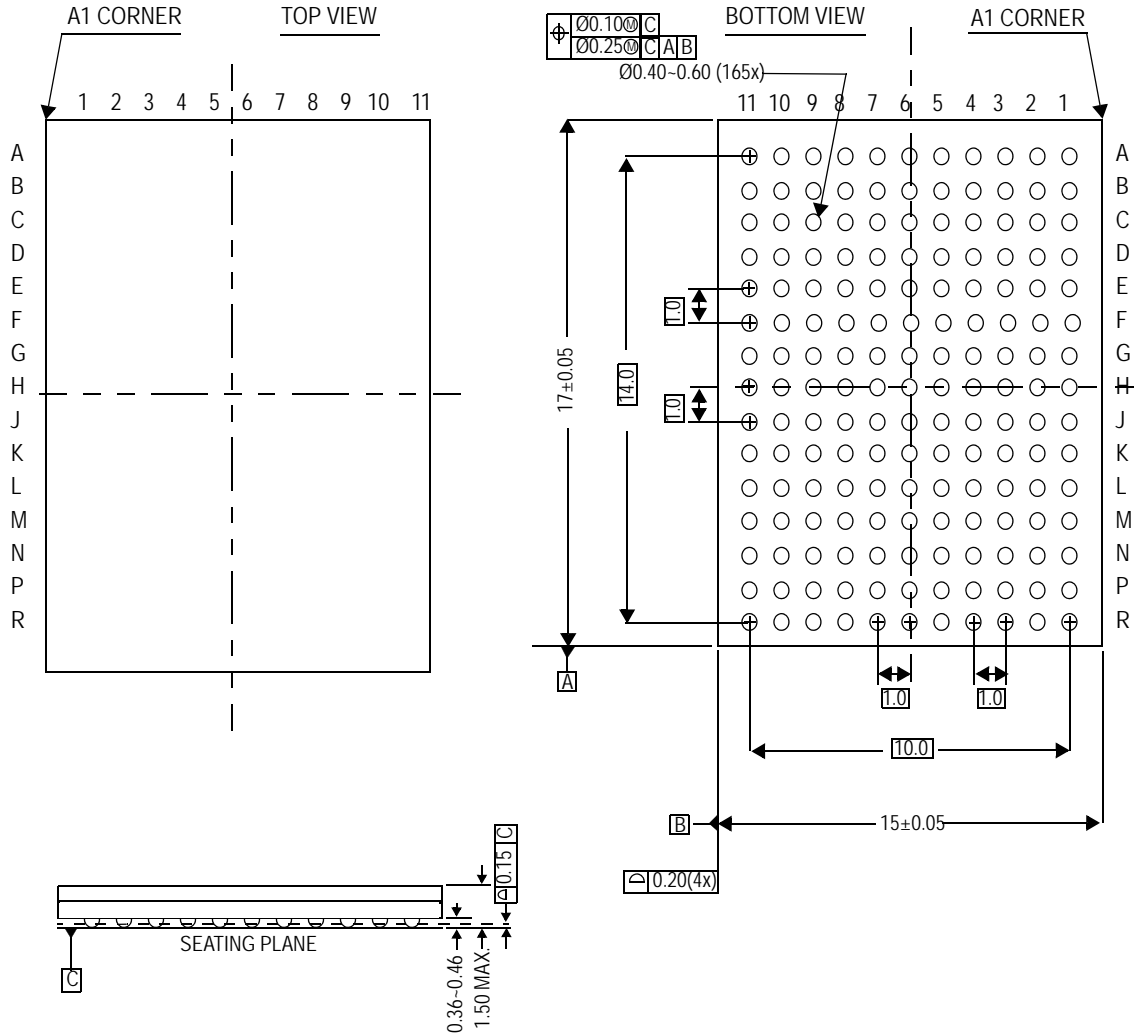 A1 CORNER
TOP VIEW
1 2 3 4 5 6 7 8 9 10 11
A
B
C
D
E
F
G
H
J
K
L
M
N
P
R
Ø0.10Ⓜ C
Ø0.25Ⓜ C A B
BOTTOM VIEW
A1 CORNER
Ø0.40~0.60 (165x)
11 10 9 8 7 6 5 4 3 2 1
A
B
C
D
E
F
G
H
J
K
L
M
N
P
R
1.0
1.0
14.0
17±0.05
A
1.0
1.0
10.0
B
15±0.05
0.20(4x)
0.15 C
SEATING PLANE
C
0.36~0.46
1.50 MAX.